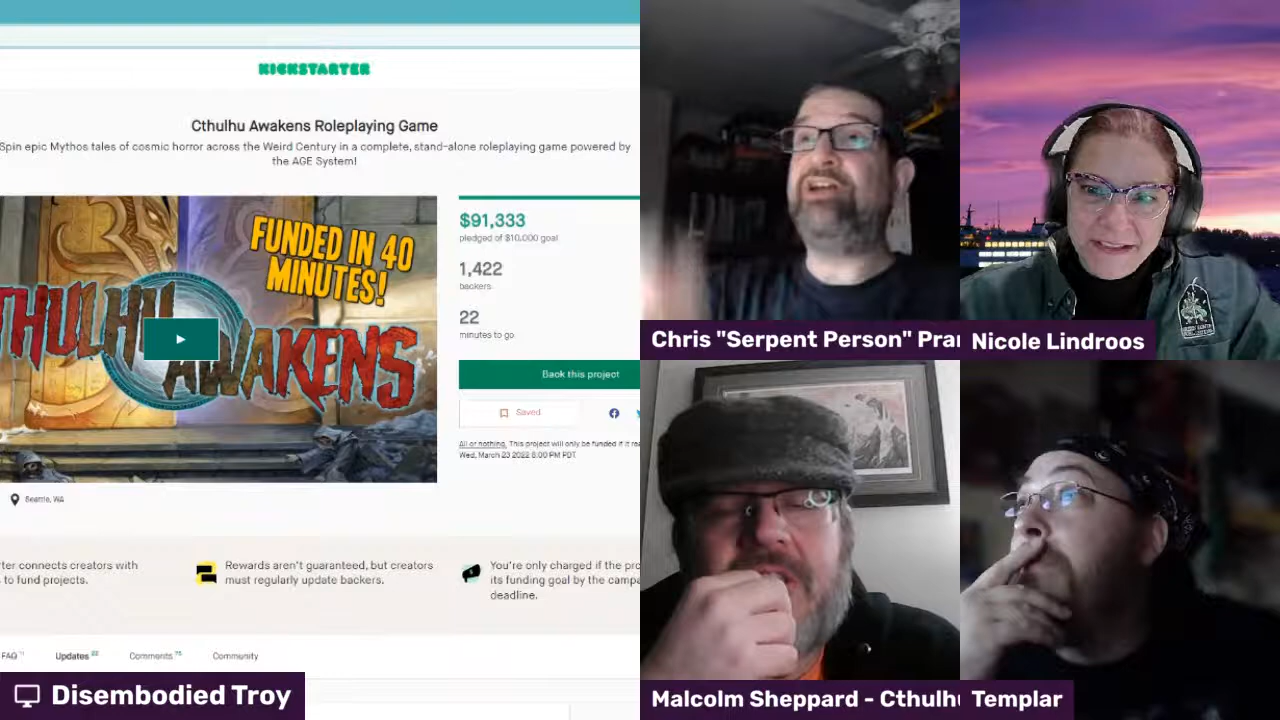 KICKSTARTER
Cthulhu Awakens Roleplaying Game
Spin epic Mythos tales of cosmic horror across the Weird Century in a complete, stand-alone roleplaying game powered by
the AGE System!
FUNDED IN 40
MINUTES!
THULHU
AWAKENS
$91,333
pledged of $10,000 goal
1,422
backers
22
minutes to go
Back this project
Saved
All or nothing. This project will only be funded if it rea
Wed, March 23 2022 6:00 PM PDT.
Seattle, WA
ter connects creators with
to fund projects.
Rewards aren't guaranteed, but creators
must regularly update backers.
You're only charged if the pro
its funding goal by the campa
deadline.
FAQ
Updates 22
Comments 75
Community
Disembodied Troy
Chris "Serpent Person" Pra
Nicole Lindroos
Malcolm Sheppard - Cthulh
Templar